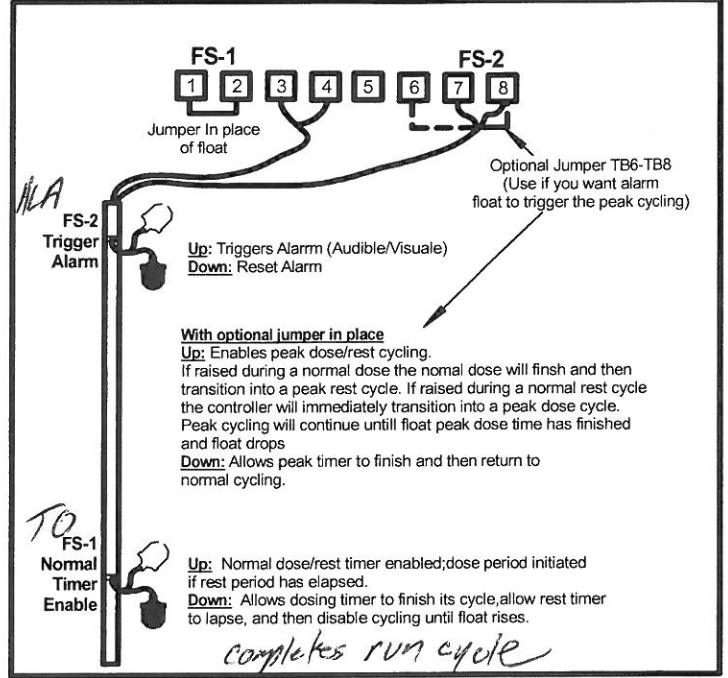 FS-1
FS-2
1 2 3 4 5 6 7 8
Jumper In place
of float
Optional Jumper TB6-TB8
(Use if you want alarm
float to trigger the peak cycling)
ALA
FS-2
Trigger
Alarm
Up: Triggers Alarrm (Audible/Visuale)
Down: Reset Alarm
With optional jumper in place
Up: Enables peak dose/rest cycling.
If raised during a normal dose the nomal dose will finsh and then
transition into a peak rest cycle. If raised during a normal rest cycle
the controller will immediately transition into a peak dose cycle.
Peak cycling will continue untill float peak dose time has finished
and float drops
Down: Allows peak timer to finish and then return to
normal cycling.
TO
FS-1
Normal
Timer
Enable
Up: Normal dose/rest timer enabled;dose period initiated
if rest period has elapsed.
Down: Allows dosing timer to finish its cycle,allow rest timer
to lapse, and then disable cycling until float rises.
completes run cycle